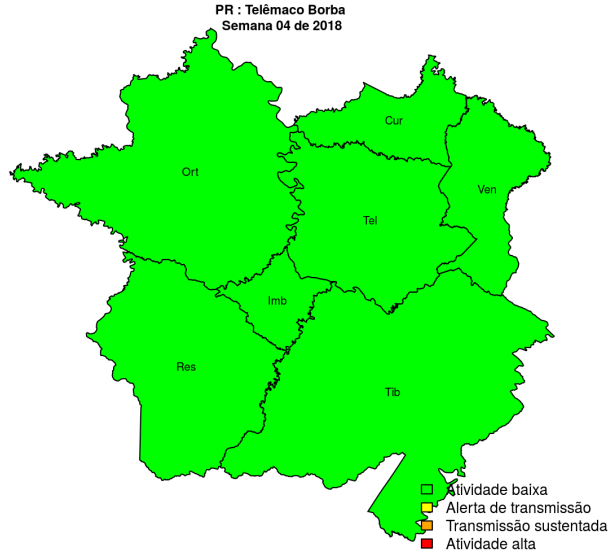 PR : Telêmaco Borba
Semana 04 de 2018
Cur
Ort
Ven
Tel
Imb
Res
Tib
Atividade baixa
Alerta de transmissão
Transmissão sustentada
Atividade alta